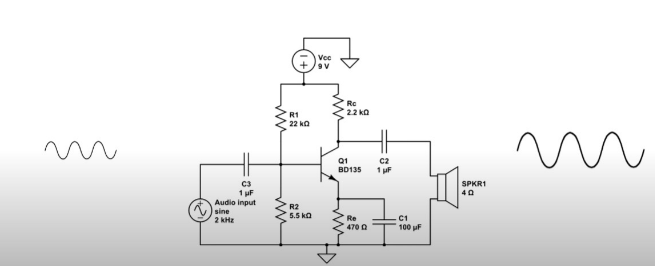 Vcc
9 V
R1
22 kΩ
Rc
2.2 kΩ
C3
1 µF
Q1
BD135
C2
1 µF
SPKR1
4 Ω
Audio input
sine
2 kHz
R2
5.5 kΩ
Re
470 Ω
C1
100 µF